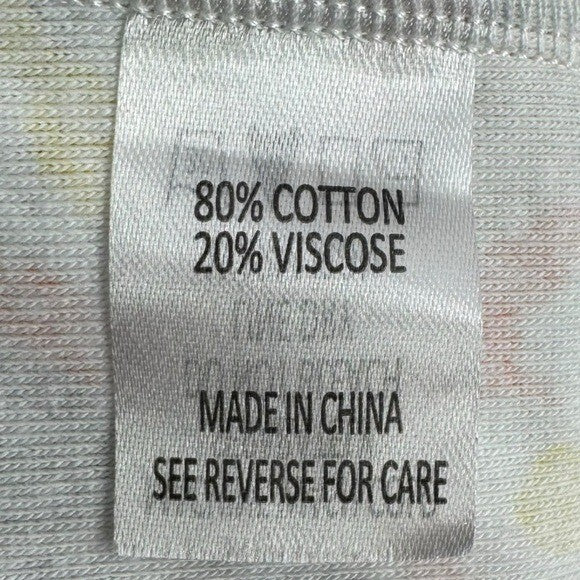 80% COTTON
20% VISCOSE
MADE IN CHINA
SEE REVERSE FOR CARE